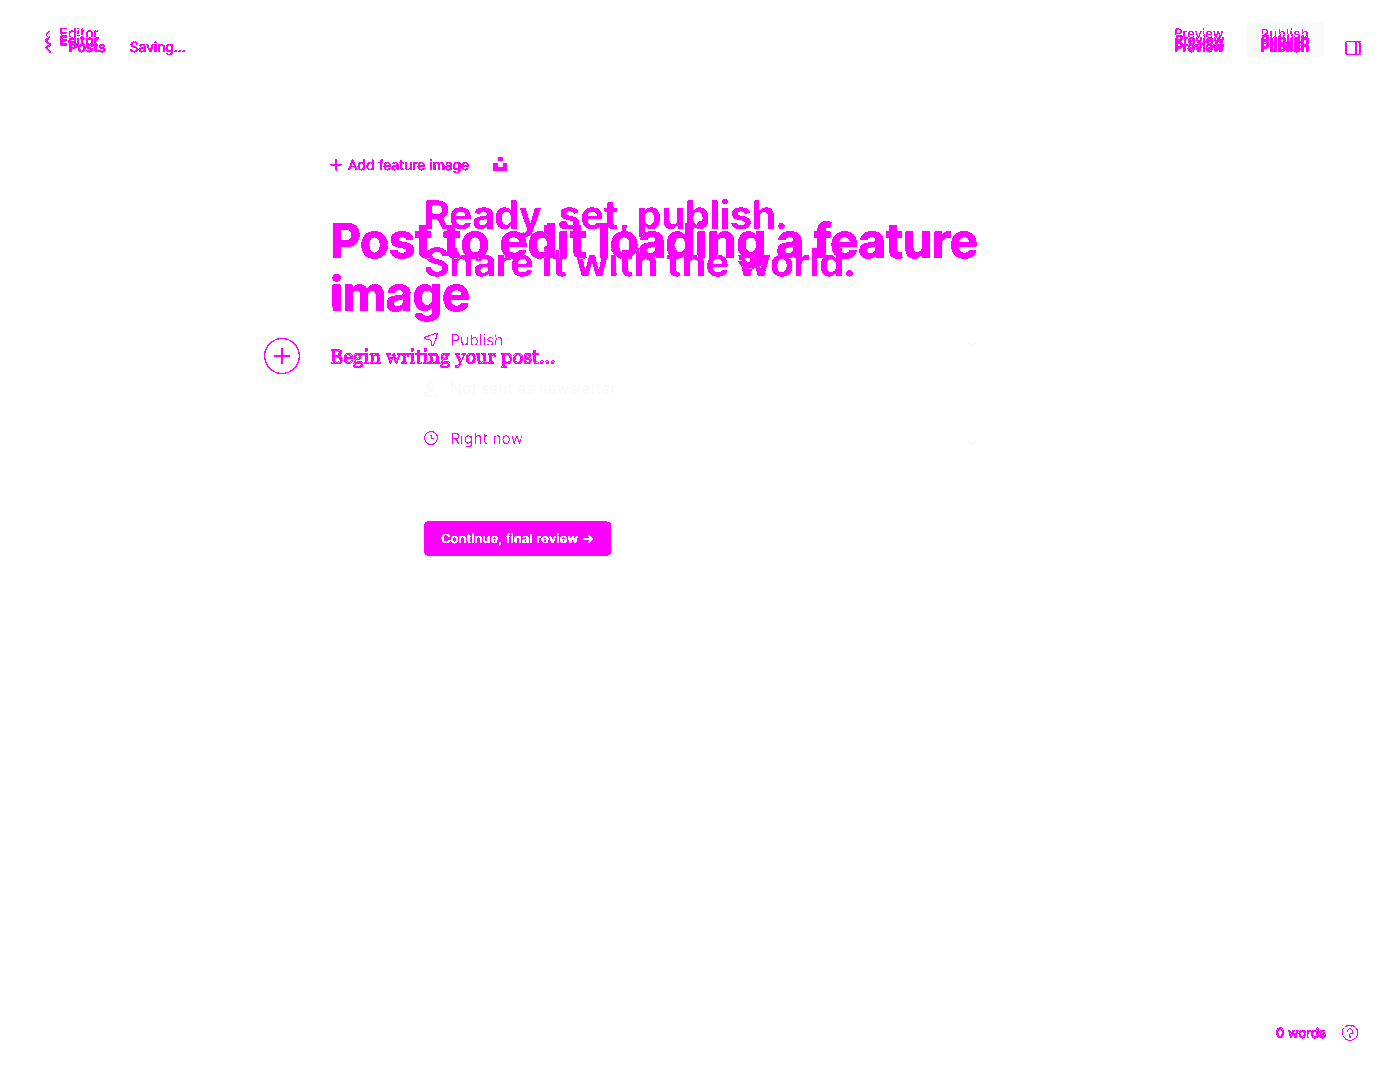 Editor
Editor
Posts Saving...
Preview Publish
Preview Publish
Preview Publish
Add feature image
Ready, set, publish.
Post to edit loading a feature
Share it with the world.
image
Publish
Begin writing your post...
Not sent as newsletter
Right now
Continue, final review →
0 words